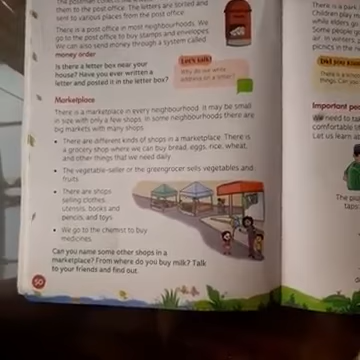 them to the post office. The letters are sorted and
sent to various places from the post office.
There is a post office in most neighbourhoods. We
go to the post office to buy stamps and envelopes.
We can also send money through a system called
money order
Is there a letter box near your
house? Have you ever written a
letter and posted it in the letter box?
Let's talk!
Why do we write
address on a letter?
Marketplace
There is a marketplace in every neighbourhood. It may be small
in size with only a few shops. In some neighbourhoods there are
big markets with many shops.
• There are different kinds of shops in a marketplace. There is
a grocery shop where we can buy bread, eggs, rice, wheat,
and other things that we need daily.
• The vegetable-seller or the greengrocer sells vegetables and
fruits.
• There are shops
selling clothes,
utensils, books and
pencils, and toys.
• We go to the chemist to buy
medicines.
Can you name some other shops in a
marketplace? From where do you buy milk? Talk
to your friends and find out.
50
There is a park
Children play
while elders
Some people
air. In winters,
picnics in the
Did you
There is a
things. Can you
Important
We need to
comfortable
Let us learn
The
taps